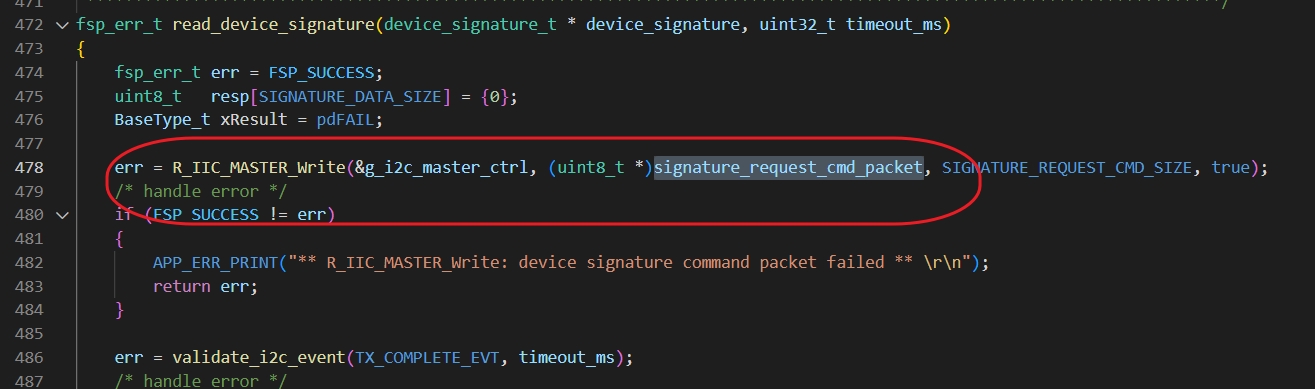 471 /
472 fsp_err_t read_device_signature(device_signature_t * device_signature, uint32_t timeout_ms)
473 {
474 fsp_err_t err = FSP_SUCCESS;
475 uint8_t   resp[SIGNATURE_DATA_SIZE] = {0};
476 BaseType_t xResult = pdFAIL;
477
478 err = R_IIC_MASTER_Write(&g_i2c_master_ctrl, (uint8_t *)signature_request_cmd_packet, SIGNATURE_REQUEST_CMD_SIZE, true);
479 /* handle error */
480 if (FSP_SUCCESS != err)
481 {
482 APP_ERR_PRINT("** R_IIC_MASTER_Write: device signature command packet failed ** \r\n");
483 return err;
484 }
485
486 err = validate_i2c_event(TX_COMPLETE_EVT, timeout_ms);
487 /* handle error */